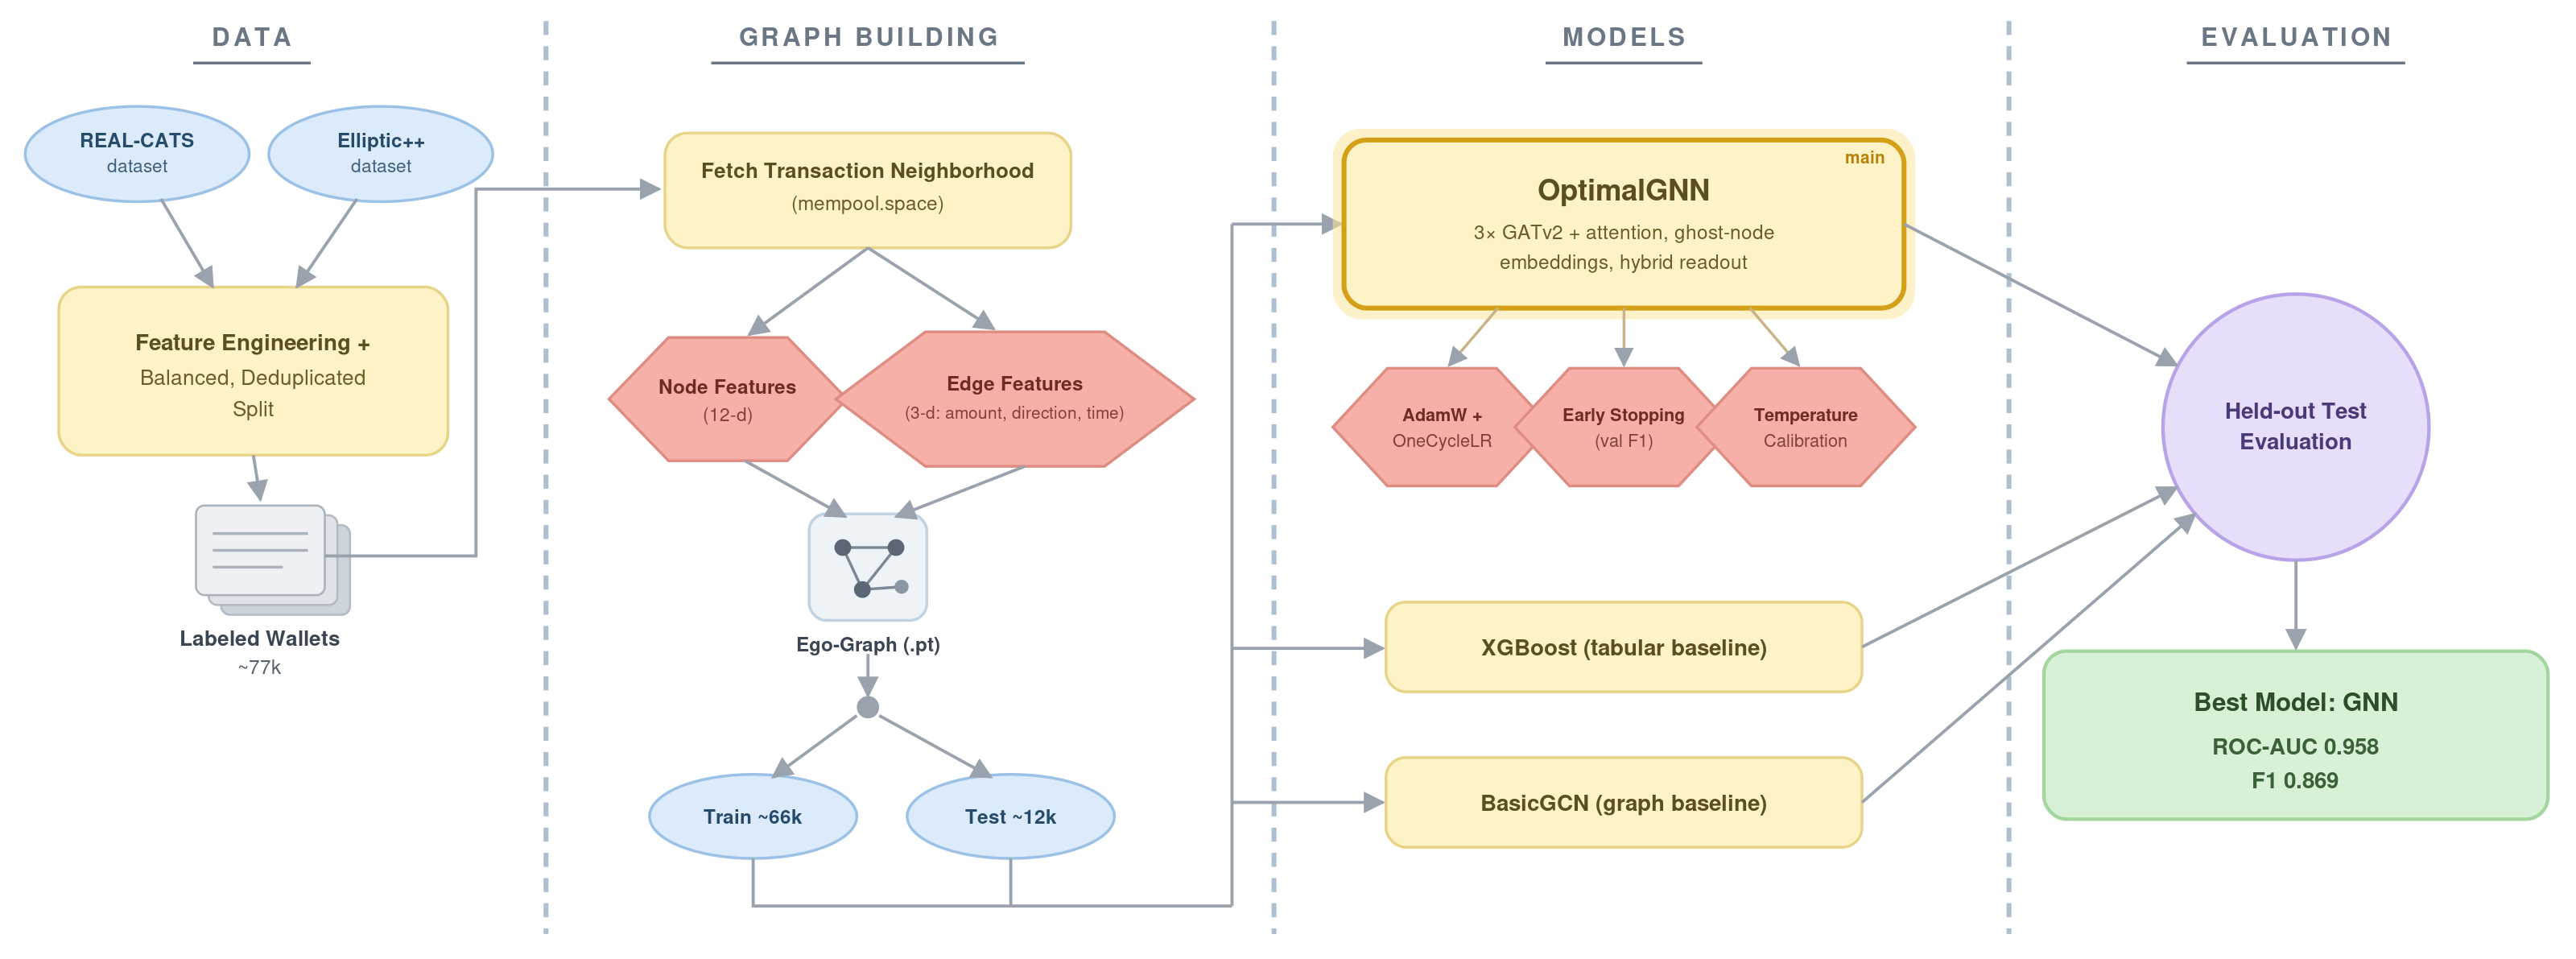 DATA
REAL-CATS
dataset
Elliptic++
dataset
Feature Engineering +
Balanced, Deduplicated
Split
Labeled Wallets
~77k
GRAPH BUILDING
Fetch Transaction Neighborhood
(mempool.space)
Node Features
(12-d)
Edge Features
(3-d: amount, direction, time)
Ego-Graph (.pt)
Train ~66k
Test ~12k
MODELS
main
OptimalGNN
3× GATv2 + attention, ghost-node
embeddings, hybrid readout
AdamW +
OneCycleLR
Early Stopping
(val F1)
Temperature
Calibration
XGBoost (tabular baseline)
BasicGCN (graph baseline)
EVALUATION
Held-out Test
Evaluation
Best Model: GNN
ROC-AUC 0.958
F1 0.869